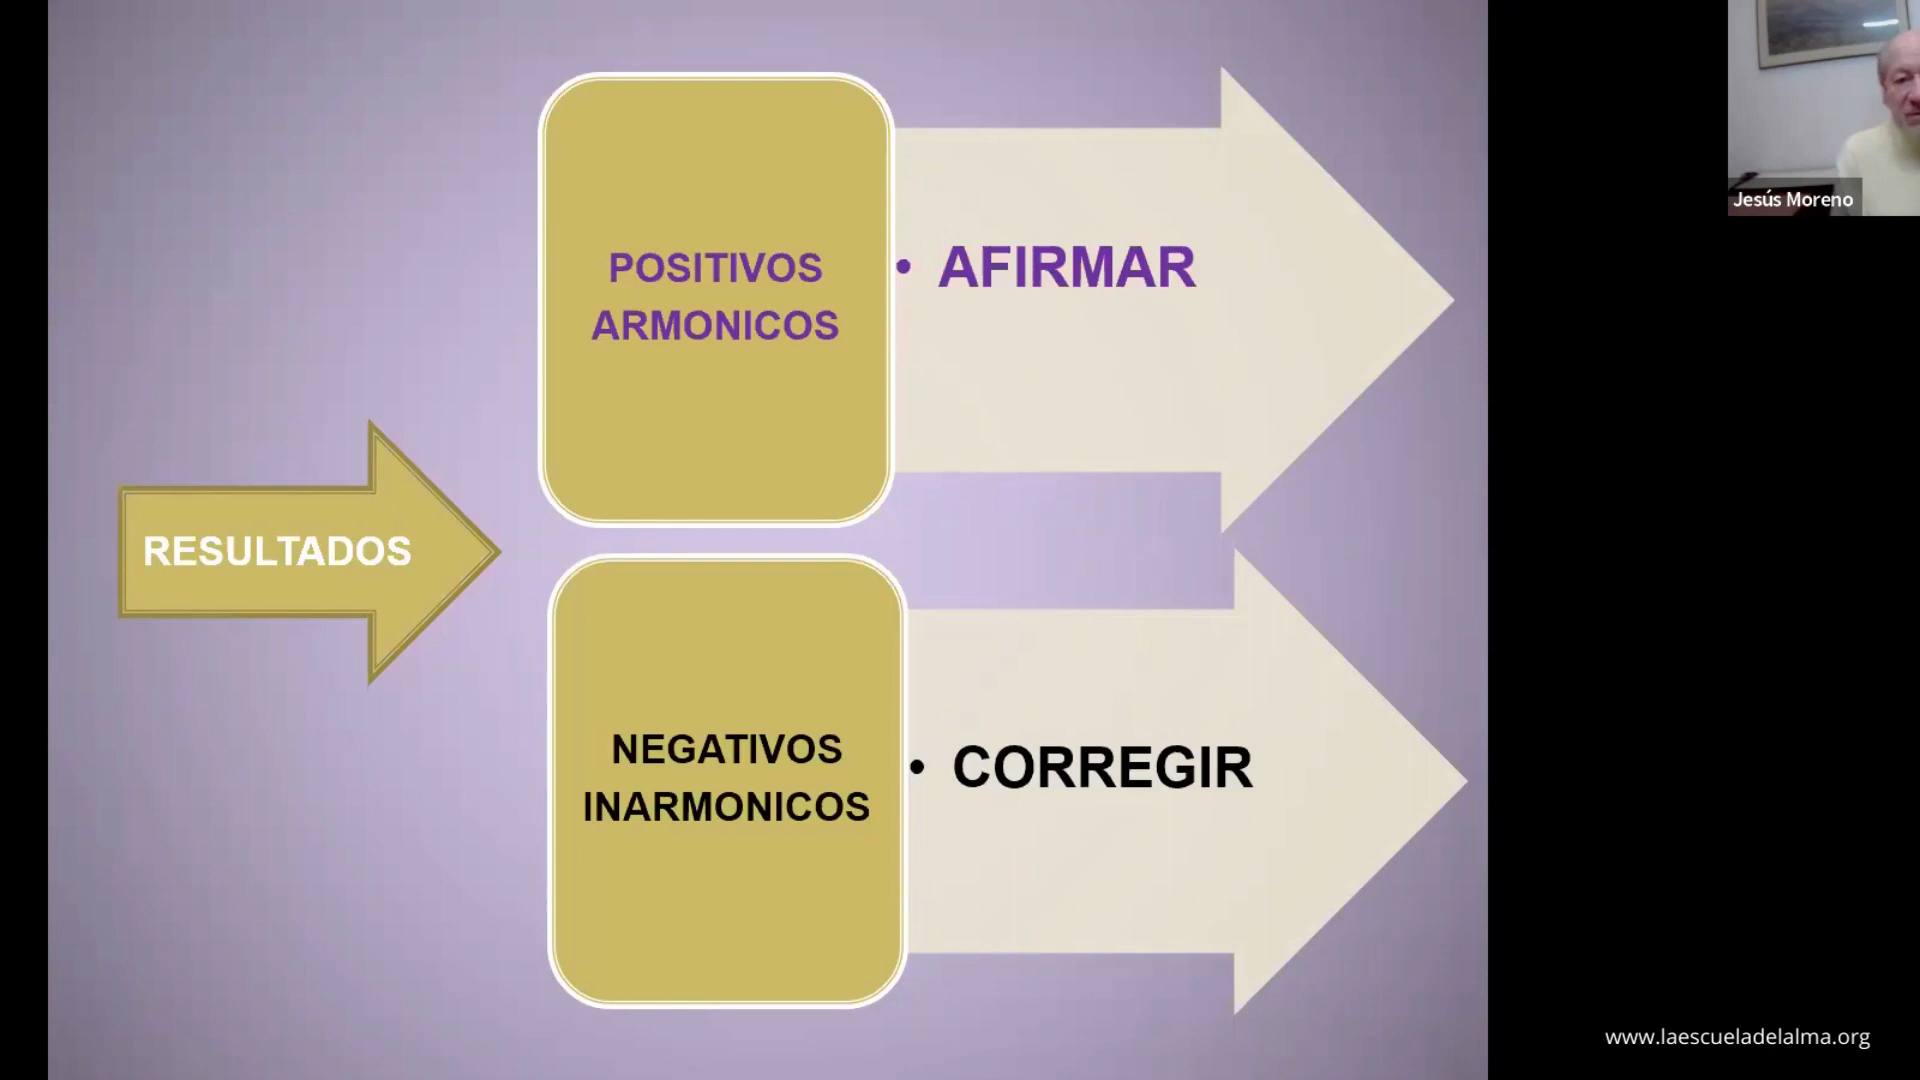 POSITIVOS
ARMONICOS
• AFIRMAR
RESULTADOS
NEGATIVOS
INARMONICOS
• CORREGIR
Jesús Moreno
www.laescueladelalma.org